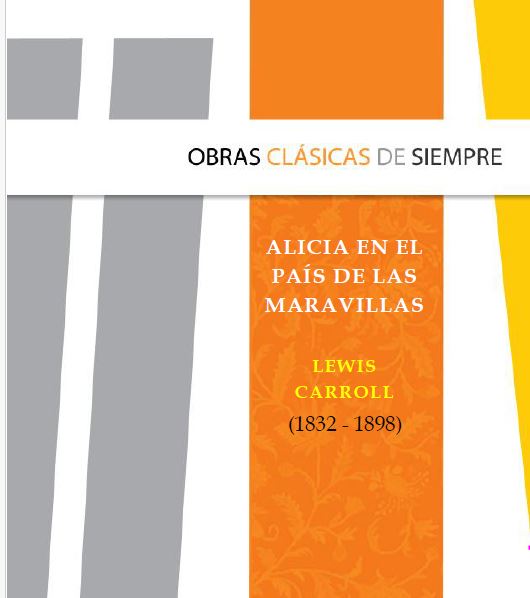 OBRAS CLÁSICAS DE SIEMPRE
ALICIA EN EL
PAÍS DE LAS
MARAVILLAS
LEWIS
CARROLL
(1832 - 1898)